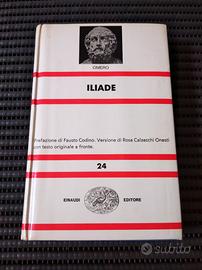 OMERO
ILIADE
Prefazione di Fausto Codino. Versione di Rosa Calzecchi Onesti
con testo originale a fronte.
24
EINAUDI EDITORE
subito